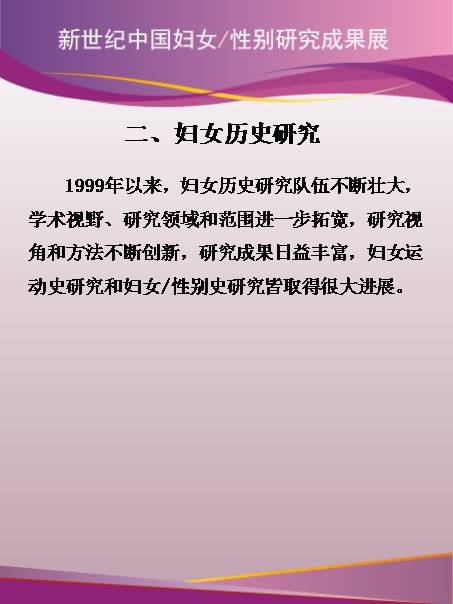 新世纪中国妇女/性别研究成果展
二、妇女历史研究
1999年以来，妇女历史研究队伍不断壮大，
学术视野、研究领域和范围进一步拓宽，研究视
角和方法不断创新，研究成果日益丰富，妇女运
动史研究和妇女/性别史研究皆取得很大进展。